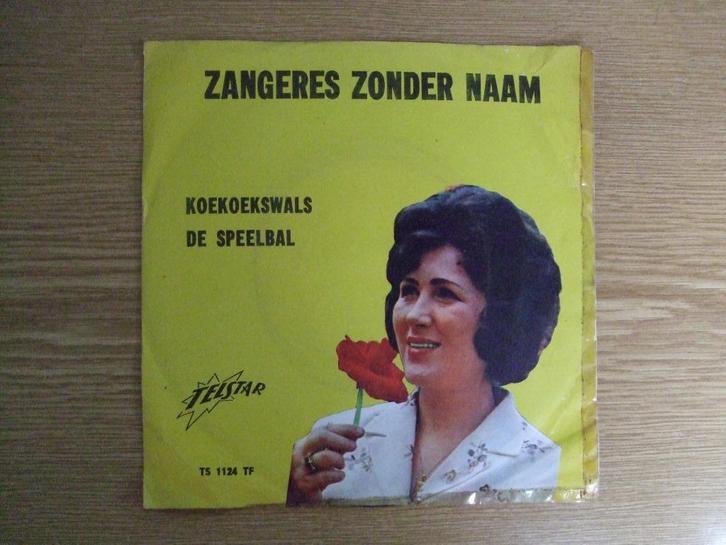 ZANGERES ZONDER NAAM
KOEKOEKSWALS
DE SPEELBAL
TELSTAR
TS 1124 TF